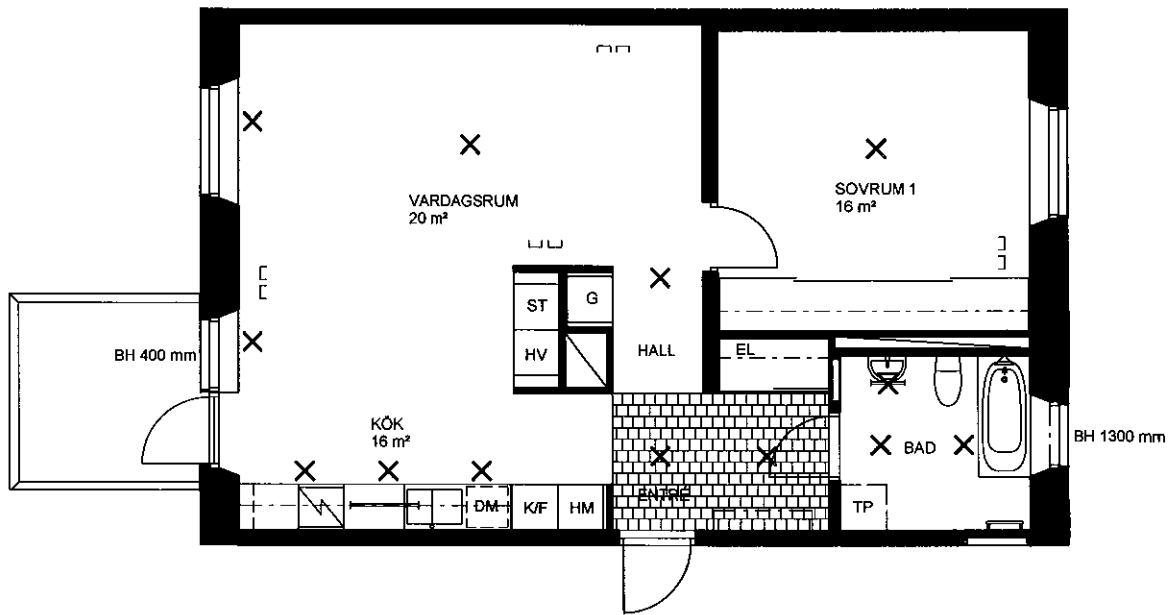 VARDAGSRUM
20 m²
SOVRUM 1
16 m²
ST
G
HV
HALL
EL
BH 400 mm
KÖK
16 m²
BAD
BH 1300 mm
DM
K/F
HM
ENTRÉ
TP